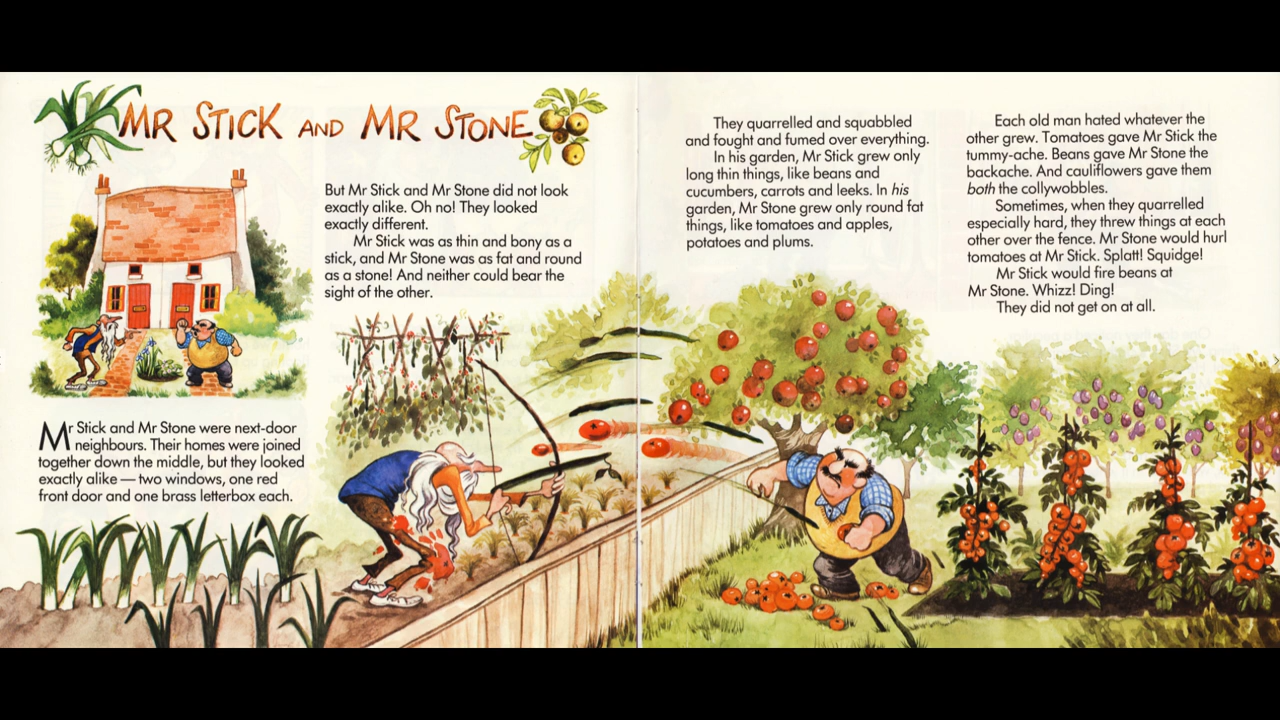 MR STICK AND MR STONE
Mr Stick and Mr Stone were next-door
neighbours. Their homes were joined
together down the middle, but they looked
exactly alike — two windows, one red
front door and one brass letterbox each.
But Mr Stick and Mr Stone did not look
exactly alike. Oh no! They looked
exactly different.
Mr Stick was as thin and bony as a
stick, and Mr Stone was as fat and round
as a stone! And neither could bear the
sight of the other.
They quarrelled and squabbled
and fought and fumed over everything.
In his garden, Mr Stick grew only
long thin things, like beans and
cucumbers, carrots and leeks. In his
garden, Mr Stone grew only round fat
things, like tomatoes and apples,
potatoes and plums.
Each old man hated whatever the
other grew. Tomatoes gave Mr Stick the
tummy-ache. Beans gave Mr Stone the
backache. And cauliflowers gave them
both the collywobbles.
Sometimes, when they quarrelled
especially hard, they threw things at each
other over the fence. Mr Stone would hurl
tomatoes at Mr Stick. Splatt! Squidge!
Mr Stick would fire beans at
Mr Stone. Whizz! Ding!
They did not get on at all.